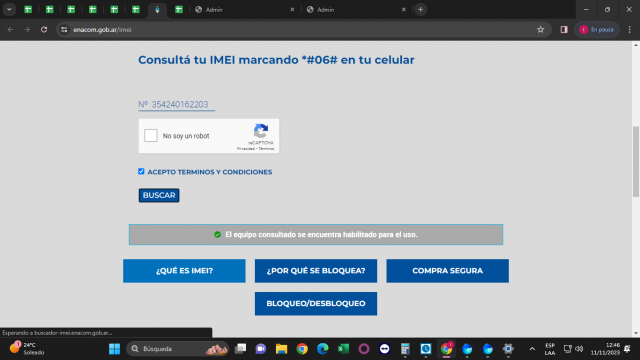 Admin
Admin
enacom.gob.ar/imei
En pausa
Consultá tu IMEI marcando *#06# en tu celular
Nº 354240162203
No soy un robot
reCAPTCHA
Privacidad - Términos
ACEPTO TERMINOS Y CONDICIONES
BUSCAR
El equipo consultado se encuentra habilitado para el uso.
¿QUÉ ES IMEI?
¿POR QUÉ SE BLOQUEA?
COMPRA SEGURA
BLOQUEO/DESBLOQUEO
Esperando a buscador-imei.enacom.gob.ar...
24°C
Soleado
Búsqueda
ESP
LAA
12:46
11/11/2023